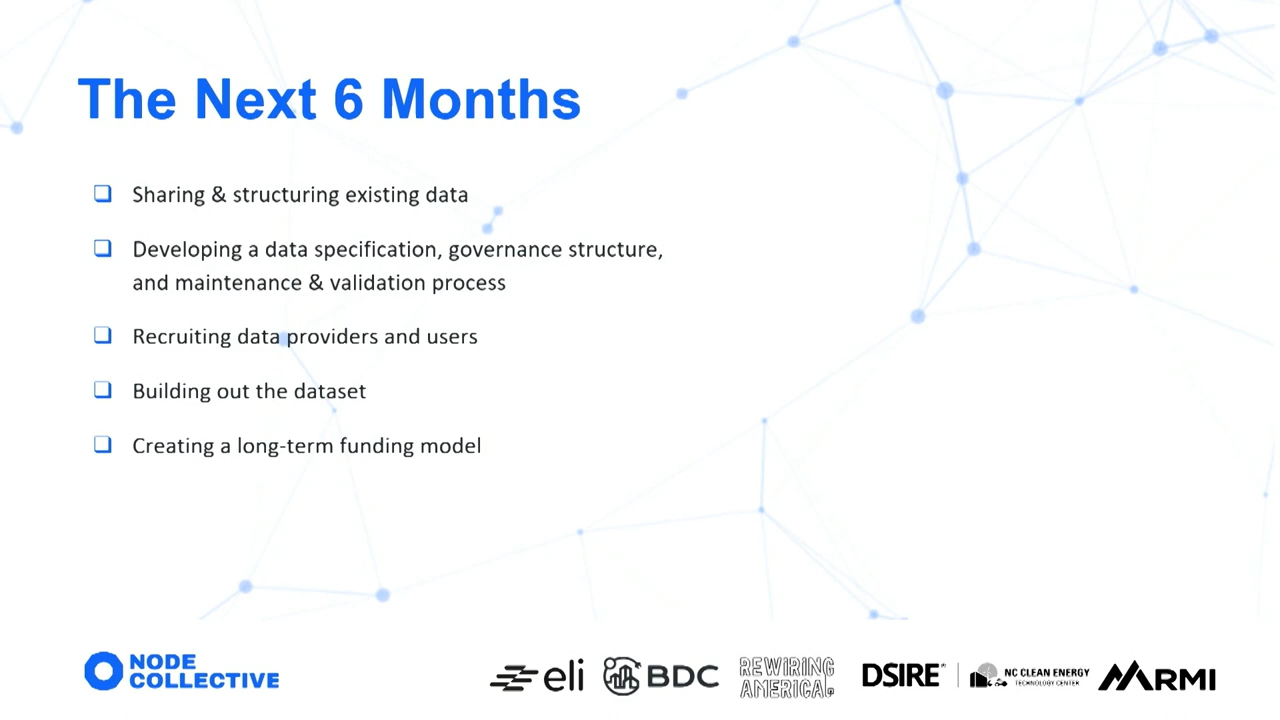 The Next 6 Months
❑ Sharing & structuring existing data
❑ Developing a data specification, governance structure,
and maintenance & validation process
❑ Recruiting data providers and users
❑ Building out the dataset
❑ Creating a long-term funding model
NODE
COLLECTIVE
eli
BDC
REWIRING
AMERICA
DSIRE®
NC CLEAN ENERGY
TECHNOLOGY CENTER
RMI